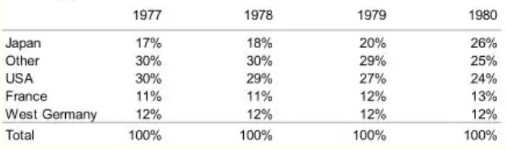 1977 1978 1979 1980
Japan 17% 18% 20% 26%
Other 30% 30% 29% 25%
USA 30% 29% 27% 24%
France 11% 11% 12% 13%
West Germany 12% 12% 12% 12%
Total 100% 100% 100% 100%